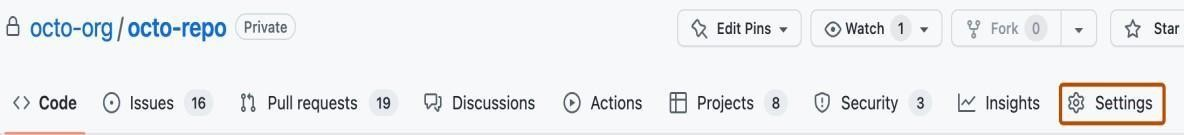 octo-org / octo-repo Private Edit Pins Watch 1 Fork 0 Star
Code Issues 16 Pull requests 19 Discussions Actions Projects 8 Security 3 Insights Settings